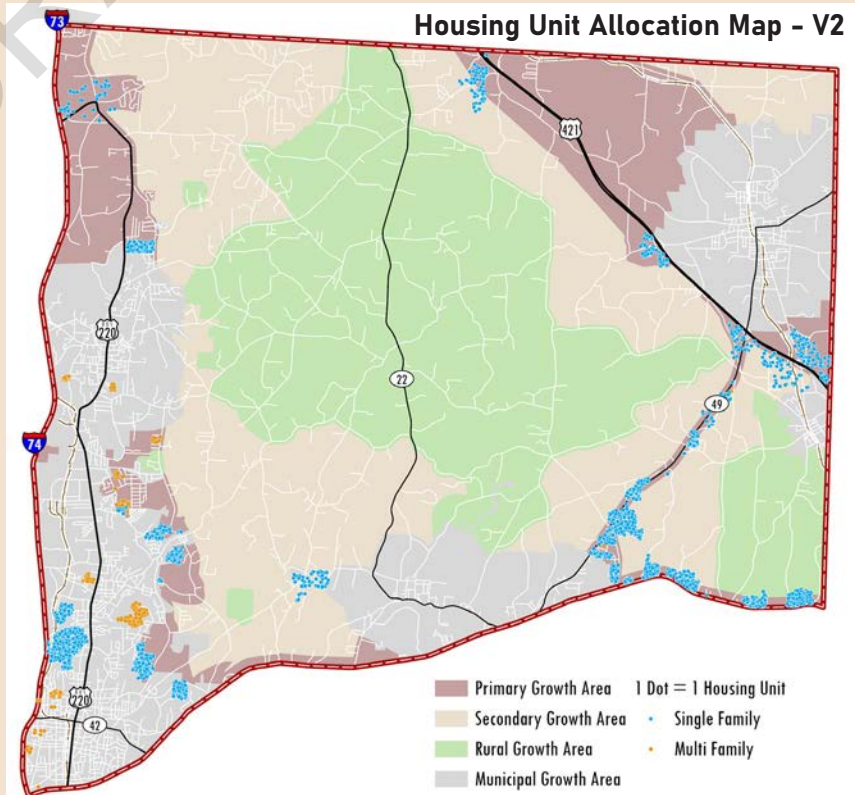 Housing Unit Allocation Map - V2
73
421
220
22
49
74
220
42
Primary Growth Area
Secondary Growth Area
Rural Growth Area
Municipal Growth Area
1 Dot = 1 Housing Unit
Single Family
Multi Family